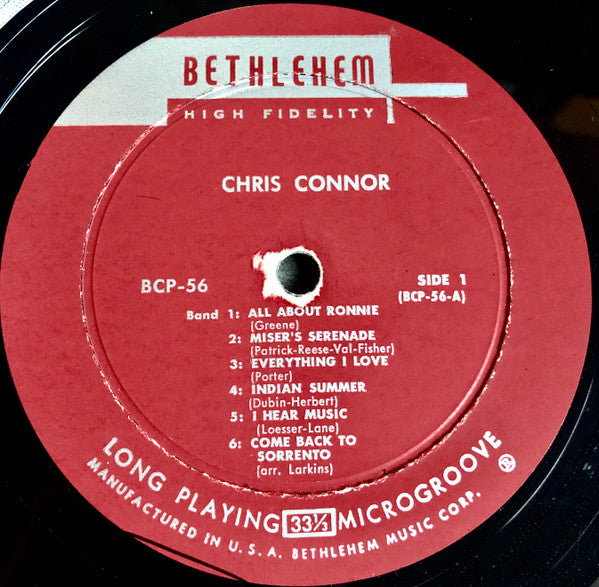 BETHLEHEM
HIGH FIDELITY
CHRIS CONNOR
BCP-56
SIDE 1
(BCP-56-A)
Band 1: ALL ABOUT RONNIE
(Greene)
2: MISER'S SERENADE
(Patrick-Reese-Val-Fisher)
3: EVERYTHING I LOVE
(Porter)
4: INDIAN SUMMER
(Dubin-Herbert)
5: I HEAR MUSIC
(Loesser-Lane)
6: COME BACK TO
SORRENTO
(arr. Larkins)
LONG PLAYING 33⅓ MICROGROOVE ®
MANUFACTURED IN U.S.A. BETHLEHEM MUSIC CORP.